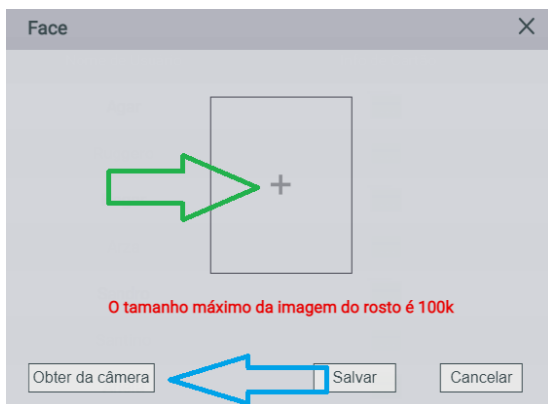 Face
O tamanho máximo da imagem do rosto é 100k
Obter da câmera
Salvar
Cancelar